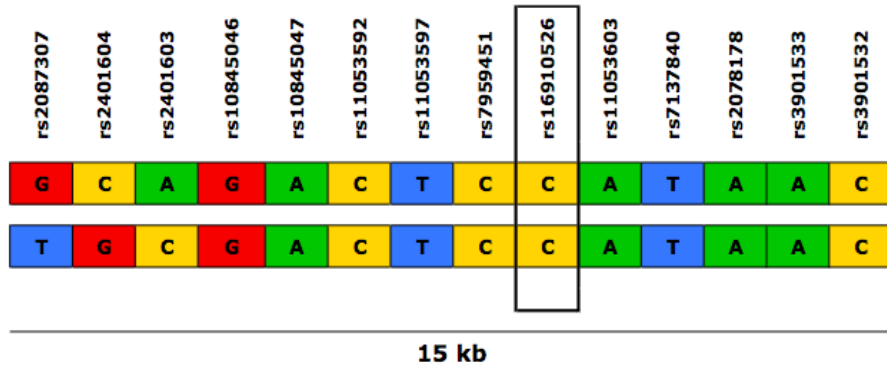 rs2087307 rs2401604 rs2401603 rs10845046 rs10845047 rs11053592 rs11053597 rs7959451 rs16910526 rs11053603 rs7137840 rs2078178 rs3901533 rs3901532
G C A G A C T C C A T A A C
T G C G A C T C C A T A A C
15 kb